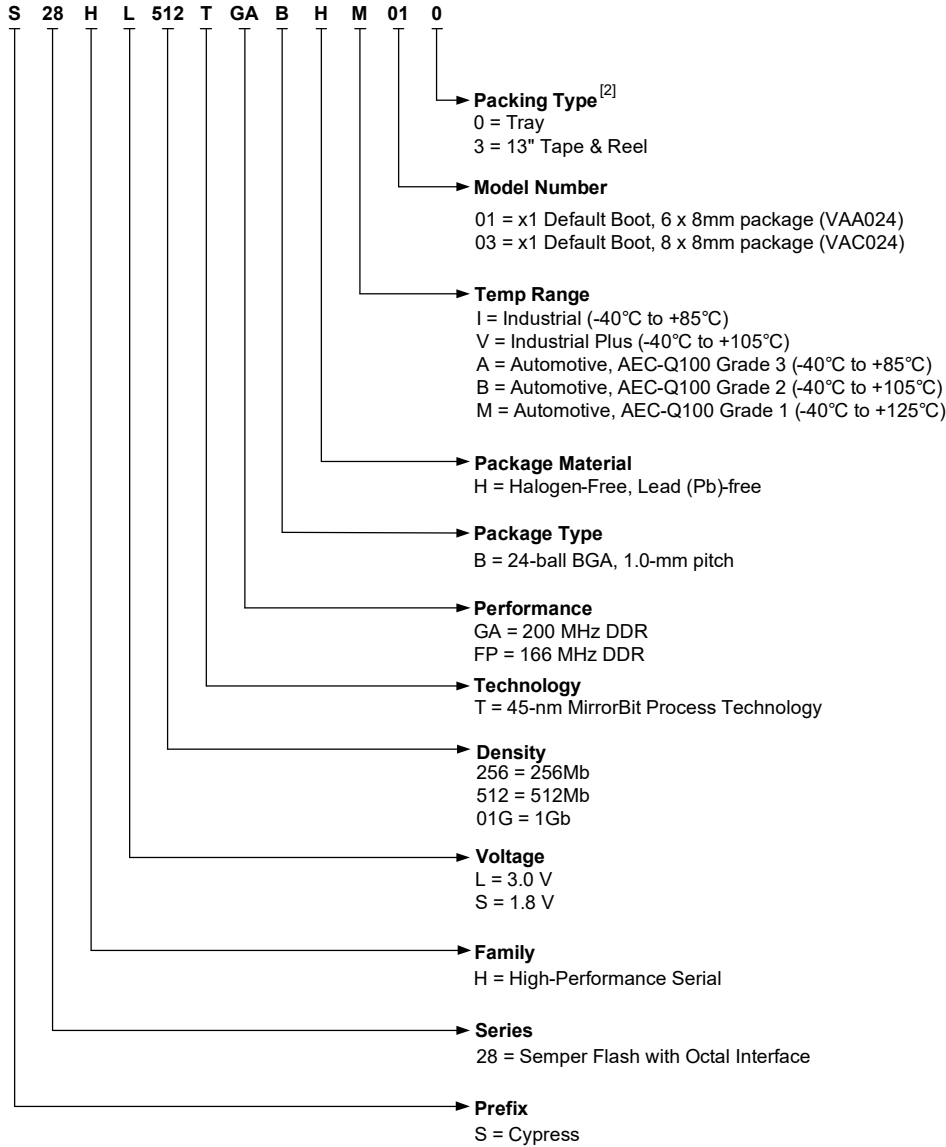 S 28 H L 512 T GA B H M 01 0
Packing Type [2]
0 = Tray
3 = 13" Tape & Reel
Model Number
01 = x1 Default Boot, 6 x 8mm package (VAA024)
03 = x1 Default Boot, 8 x 8mm package (VAC024)
Temp Range
I = Industrial (-40°C to +85°C)
V = Industrial Plus (-40°C to +105°C)
A = Automotive, AEC-Q100 Grade 3 (-40°C to +85°C)
B = Automotive, AEC-Q100 Grade 2 (-40°C to +105°C)
M = Automotive, AEC-Q100 Grade 1 (-40°C to +125°C)
Package Material
H = Halogen-Free, Lead (Pb)-free
Package Type
B = 24-ball BGA, 1.0-mm pitch
Performance
GA = 200 MHz DDR
FP = 166 MHz DDR
Technology
T = 45-nm MirrorBit Process Technology
Density
256 = 256Mb
512 = 512Mb
01G = 1Gb
Voltage
L = 3.0 V
S = 1.8 V
Family
H = High-Performance Serial
Series
28 = Semper Flash with Octal Interface
Prefix
S = Cypress